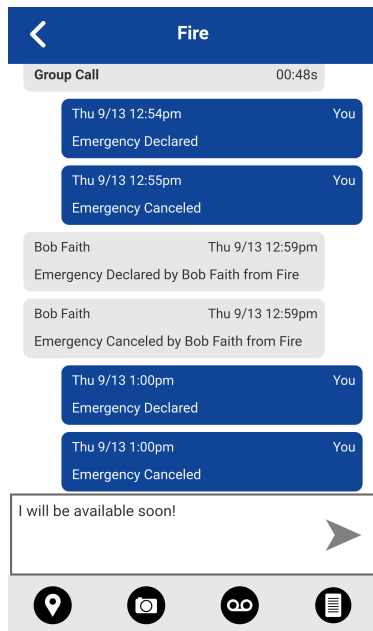 Fire
Group Call 00:48s
Thu 9/13 12:54pm You
Emergency Declared
Thu 9/13 12:55pm You
Emergency Canceled
Bob Faith Thu 9/13 12:59pm
Emergency Declared by Bob Faith from Fire
Bob Faith Thu 9/13 12:59pm
Emergency Canceled by Bob Faith from Fire
Thu 9/13 1:00pm You
Emergency Declared
Thu 9/13 1:00pm You
Emergency Canceled
I will be available soon!